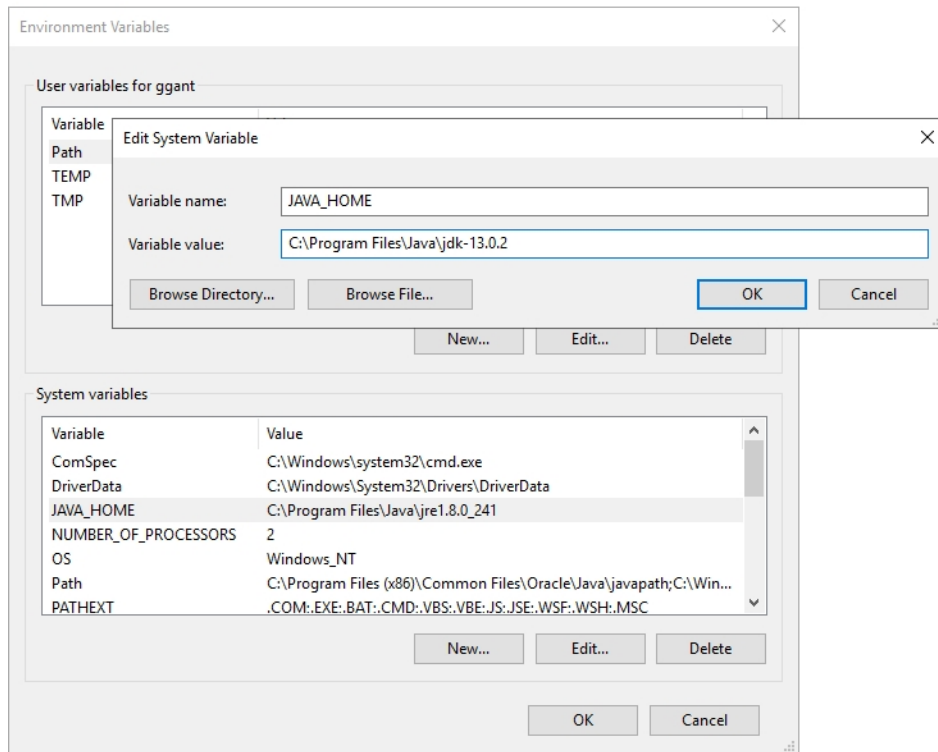 Environment Variables
User variables for ggant
Variable
Path
TEMP
TMP
Edit System Variable
Variable name: JAVA_HOME
Variable value: C:\Program Files\Java\jdk-13.0.2
Browse Directory... Browse File... OK Cancel
New... Edit... Delete
System variables
Variable Value
ComSpec C:\Windows\system32\cmd.exe
DriverData C:\Windows\System32\Drivers\DriverData
JAVA_HOME C:\Program Files\Java\jre1.8.0_241
NUMBER_OF_PROCESSORS 2
OS Windows_NT
Path C:\Program Files (x86)\Common Files\Oracle\Java\javapath;C:\Win...
PATHEXT .COM;.EXE;.BAT;.CMD;.VBS;.VBE;.JS;.JSE;.WSF;.WSH;.MSC
New... Edit... Delete
OK Cancel